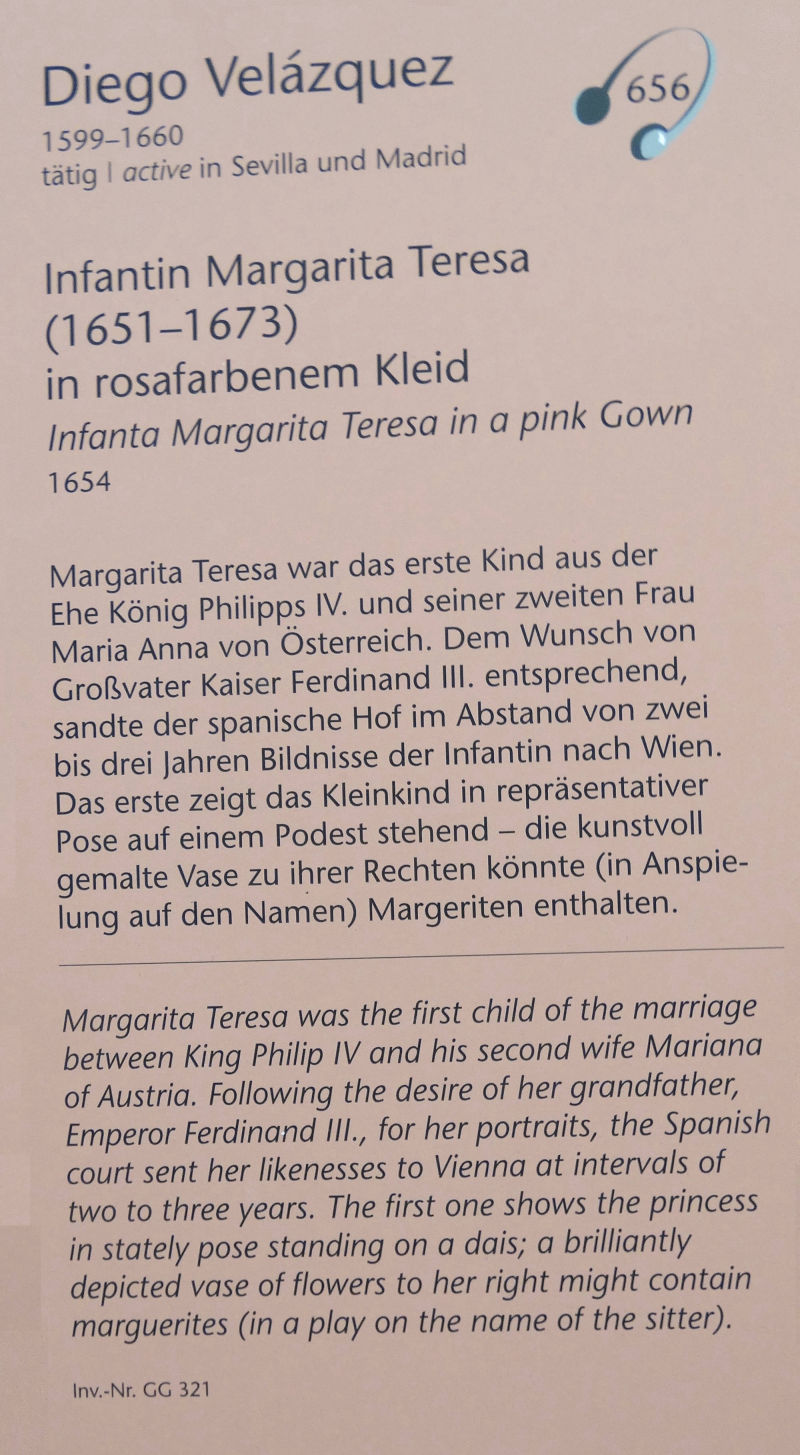 Diego Velázquez
656
1599–1660
tätig | active in Sevilla und Madrid
Infantin Margarita Teresa
(1651–1673)
in rosafarbenem Kleid
Infanta Margarita Teresa in a pink Gown
1654
Margarita Teresa war das erste Kind aus der
Ehe König Philipps IV. und seiner zweiten Frau
Maria Anna von Österreich. Dem Wunsch von
Großvater Kaiser Ferdinand III. entsprechend,
sandte der spanische Hof im Abstand von zwei
bis drei Jahren Bildnisse der Infantin nach Wien.
Das erste zeigt das Kleinkind in repräsentativer
Pose auf einem Podest stehend – die kunstvoll
gemalte Vase zu ihrer Rechten könnte (in Anspie-
lung auf den Namen) Margeriten enthalten.
Margarita Teresa was the first child of the marriage
between King Philip IV and his second wife Mariana
of Austria. Following the desire of her grandfather,
Emperor Ferdinand III., for her portraits, the Spanish
court sent her likenesses to Vienna at intervals of
two to three years. The first one shows the princess
in stately pose standing on a dais; a brilliantly
depicted vase of flowers to her right might contain
marguerites (in a play on the name of the sitter).
Inv.-Nr. GG 321